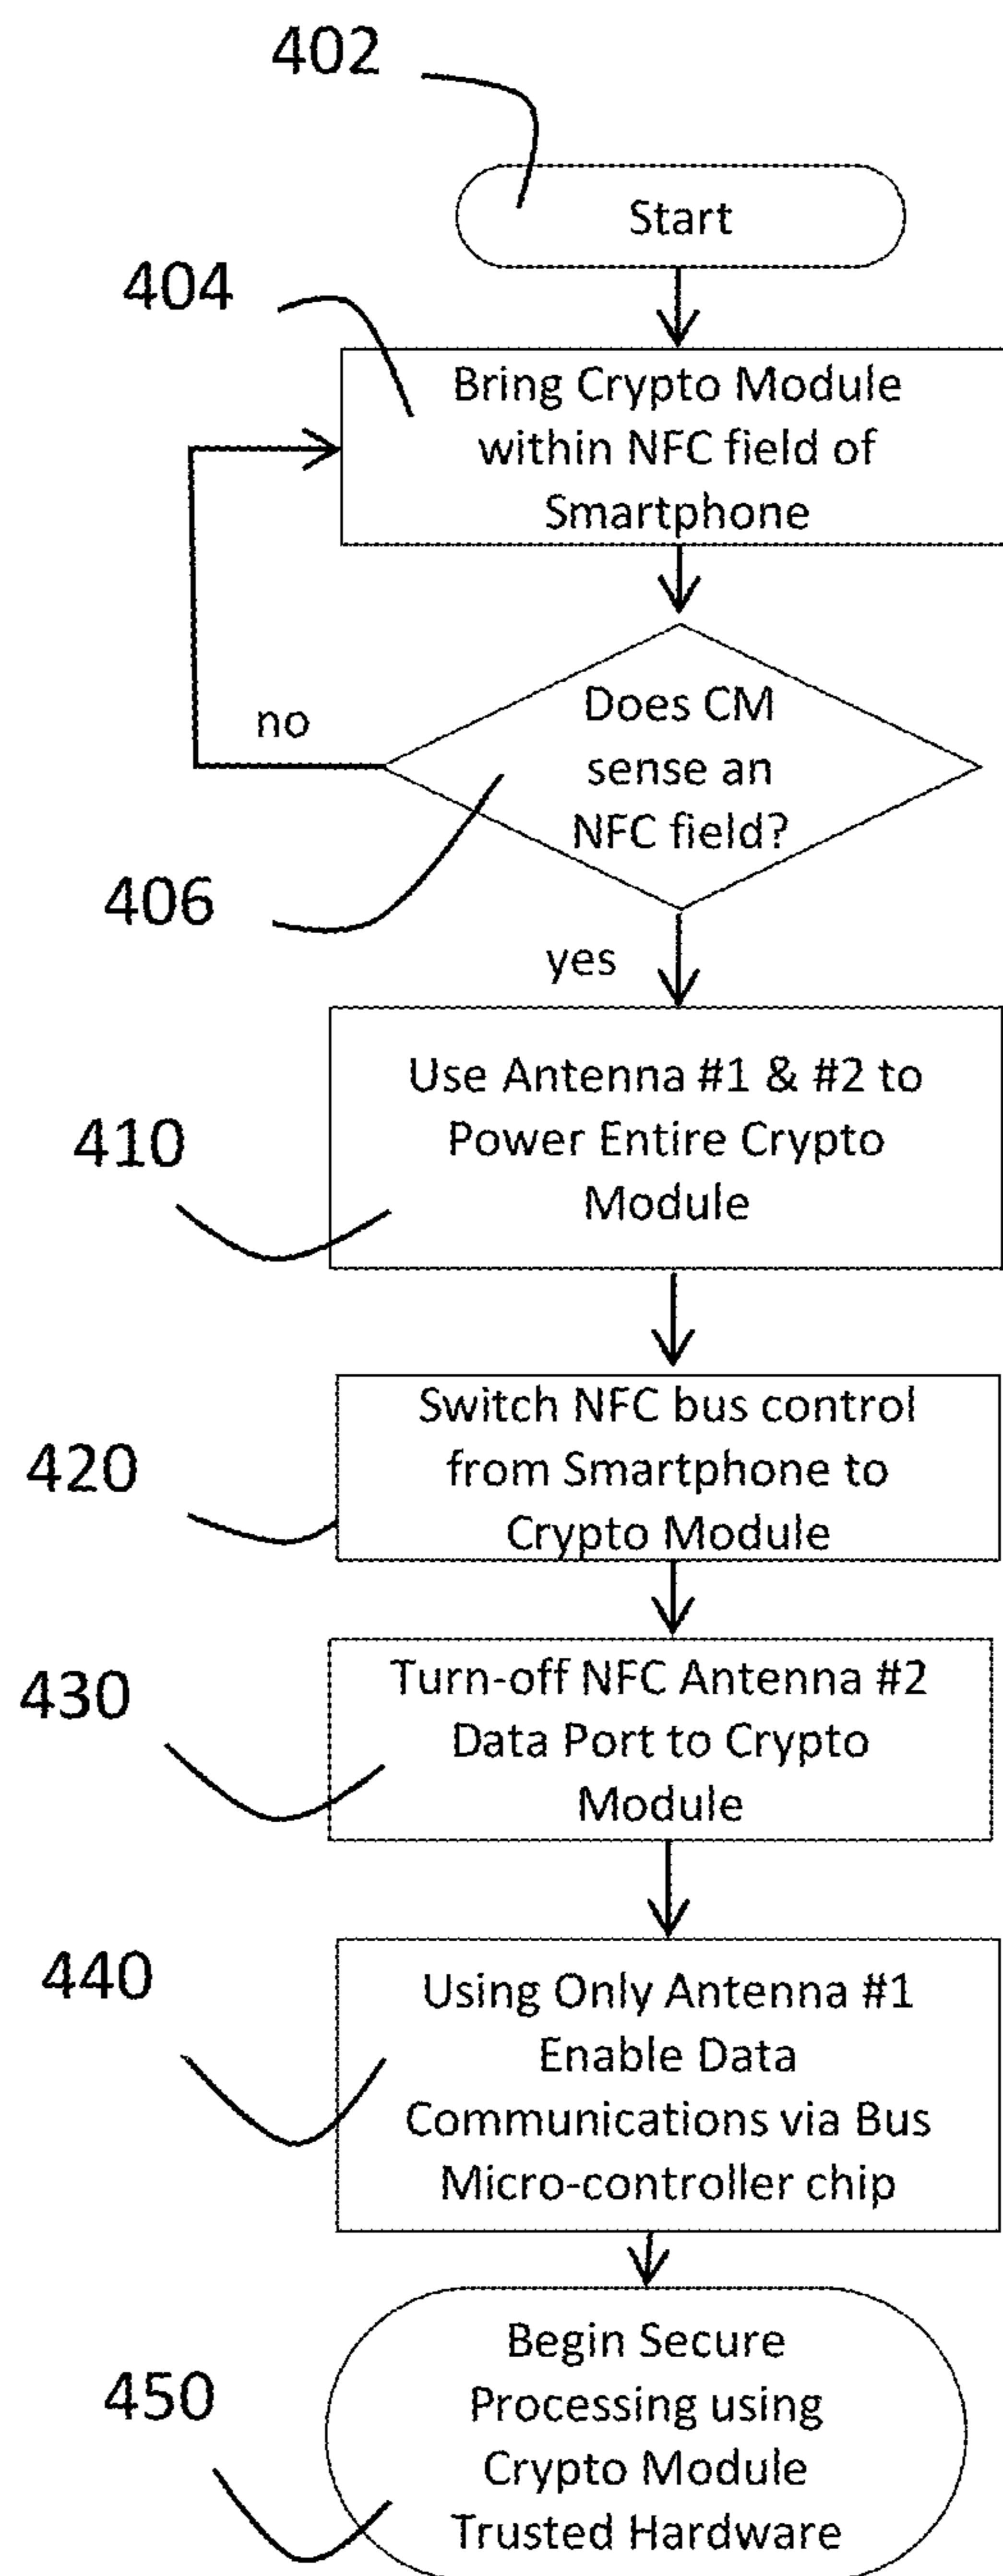 402
Start
404
Bring Crypto Module
within NFC field of
Smartphone
Does CM
sense an
NFC field?
no
406
yes
Use Antenna #1 & #2 to
Power Entire Crypto
Module
410
Switch NFC bus control
from Smartphone to
Crypto Module
420
Turn-off NFC Antenna #2
Data Port to Crypto
Module
430
Using Only Antenna #1
Enable Data
Communications via Bus
Micro-controller chip
440
Begin Secure
Processing using
Crypto Module
Trusted Hardware
450